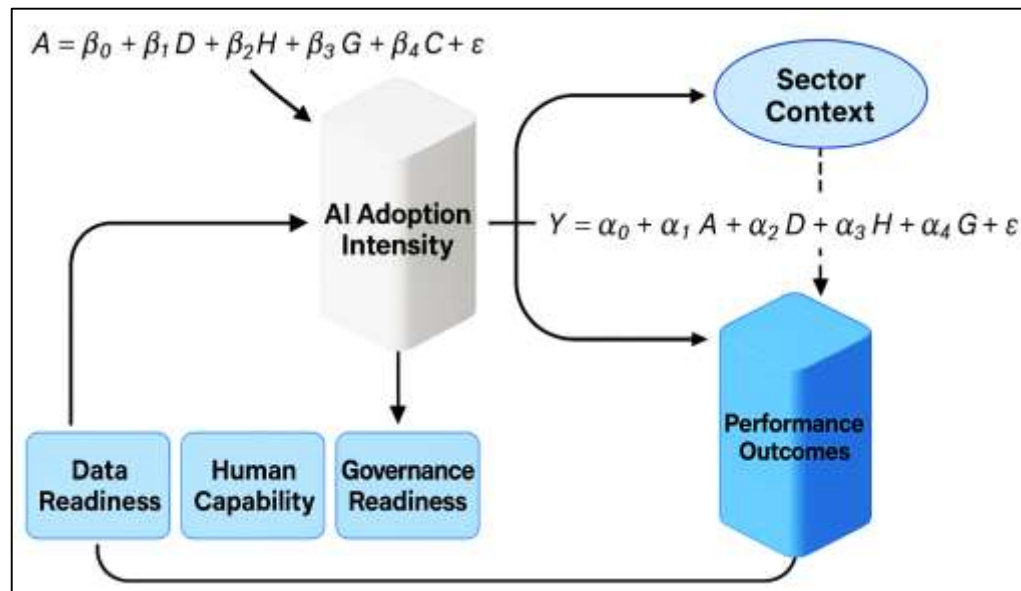 A = β₀ + β₁ D + β₂ H + β₃ G + β₄ C + ε
Sector
Context
AI Adoption
Intensity
Y = α₀ + α₁ A + α₂ D + α₃ H + α₄ G + ε
Performance
Outcomes
Data
Readiness
Human
Capability
Governance
Readiness